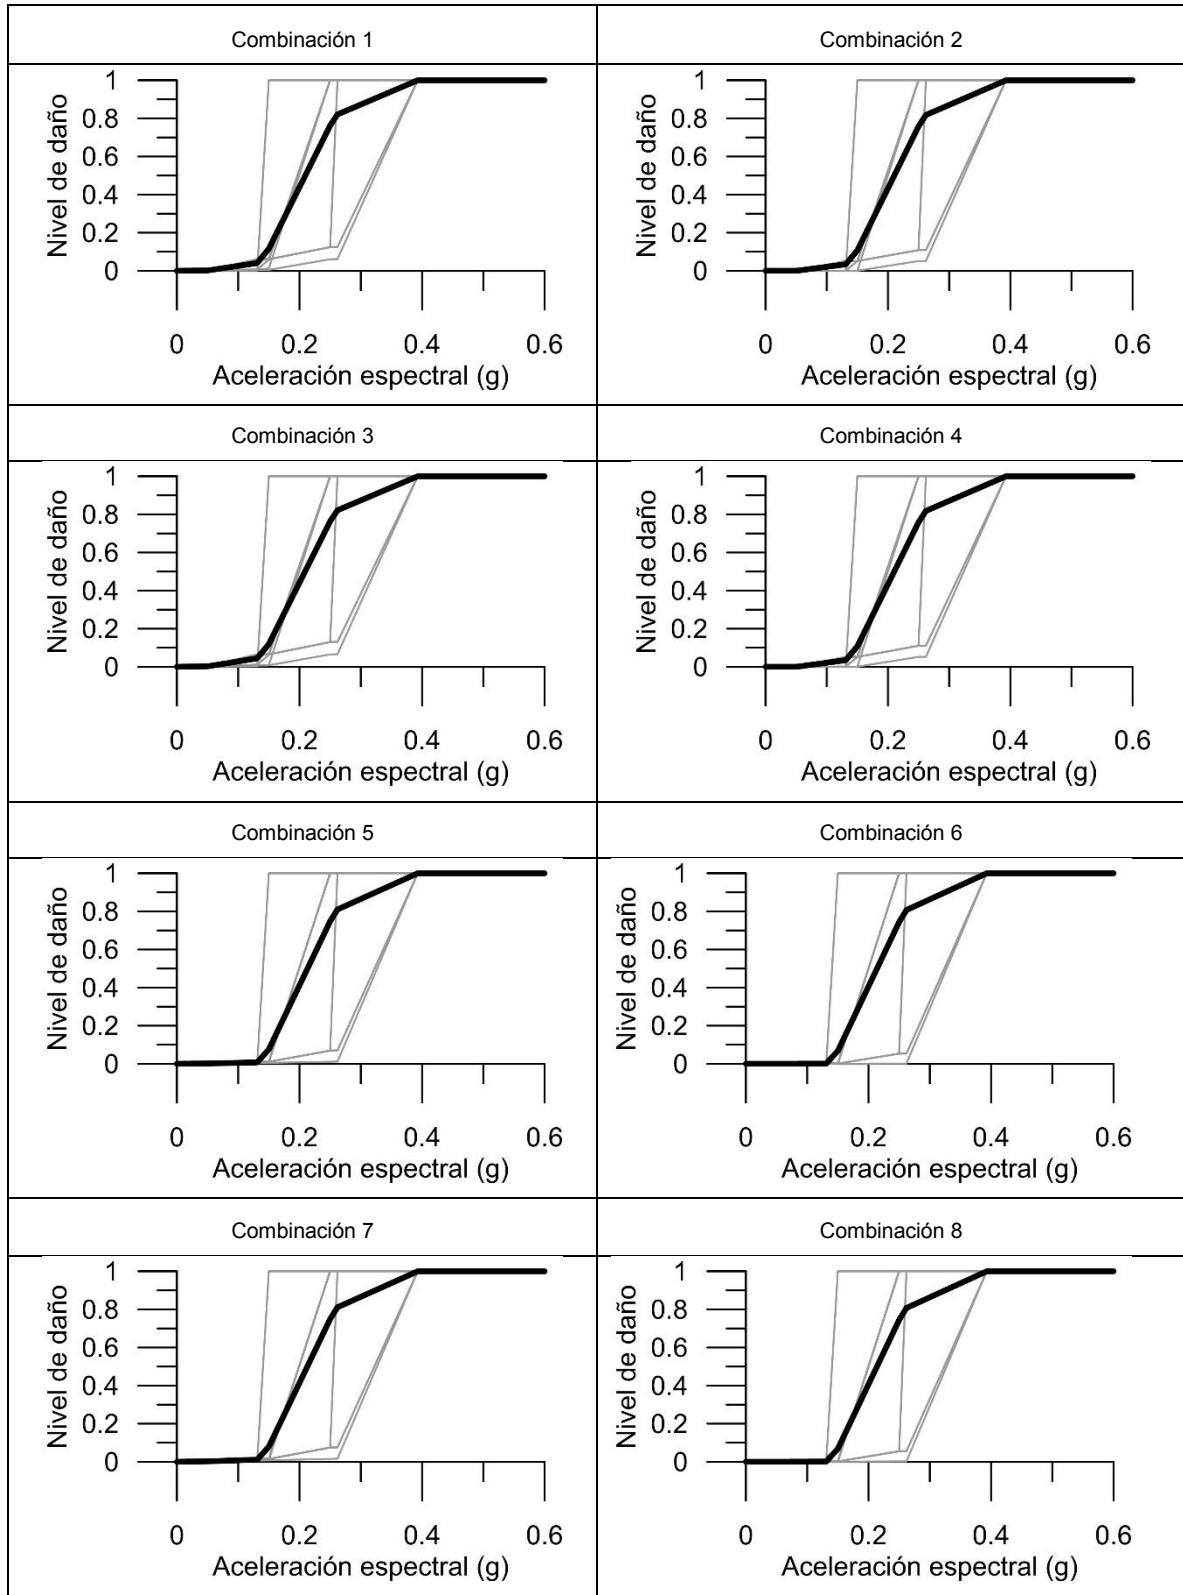 Combinación 1
Combinación 2
Nivel de daño
1
0.8
0.6
0.4
0.2
0
0 0.2 0.4 0.6
Aceleración espectral (g)
Nivel de daño
1
0.8
0.6
0.4
0.2
0
0 0.2 0.4 0.6
Aceleración espectral (g)
Combinación 3
Combinación 4
Nivel de daño
1
0.8
0.6
0.4
0.2
0
0 0.2 0.4 0.6
Aceleración espectral (g)
Nivel de daño
1
0.8
0.6
0.4
0.2
0
0 0.2 0.4 0.6
Aceleración espectral (g)
Combinación 5
Combinación 6
Nivel de daño
1
0.8
0.6
0.4
0.2
0
0 0.2 0.4 0.6
Aceleración espectral (g)
Nivel de daño
1
0.8
0.6
0.4
0.2
0
0 0.2 0.4 0.6
Aceleración espectral (g)
Combinación 7
Combinación 8
Nivel de daño
1
0.8
0.6
0.4
0.2
0
0 0.2 0.4 0.6
Aceleración espectral (g)
Nivel de daño
1
0.8
0.6
0.4
0.2
0
0 0.2 0.4 0.6
Aceleración espectral (g)